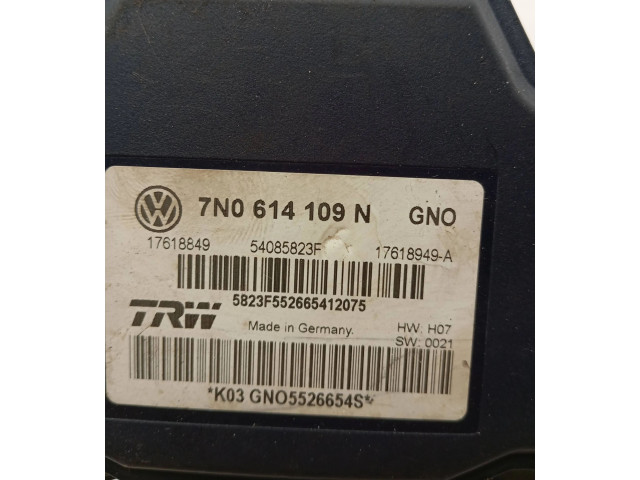 7N0 614 109 N GNO
17618849 54085823F 17618949-A
5823F552665412075
TRW Made in Germany. HW: H07
SW: 0021
*K03 GNO5526654S*